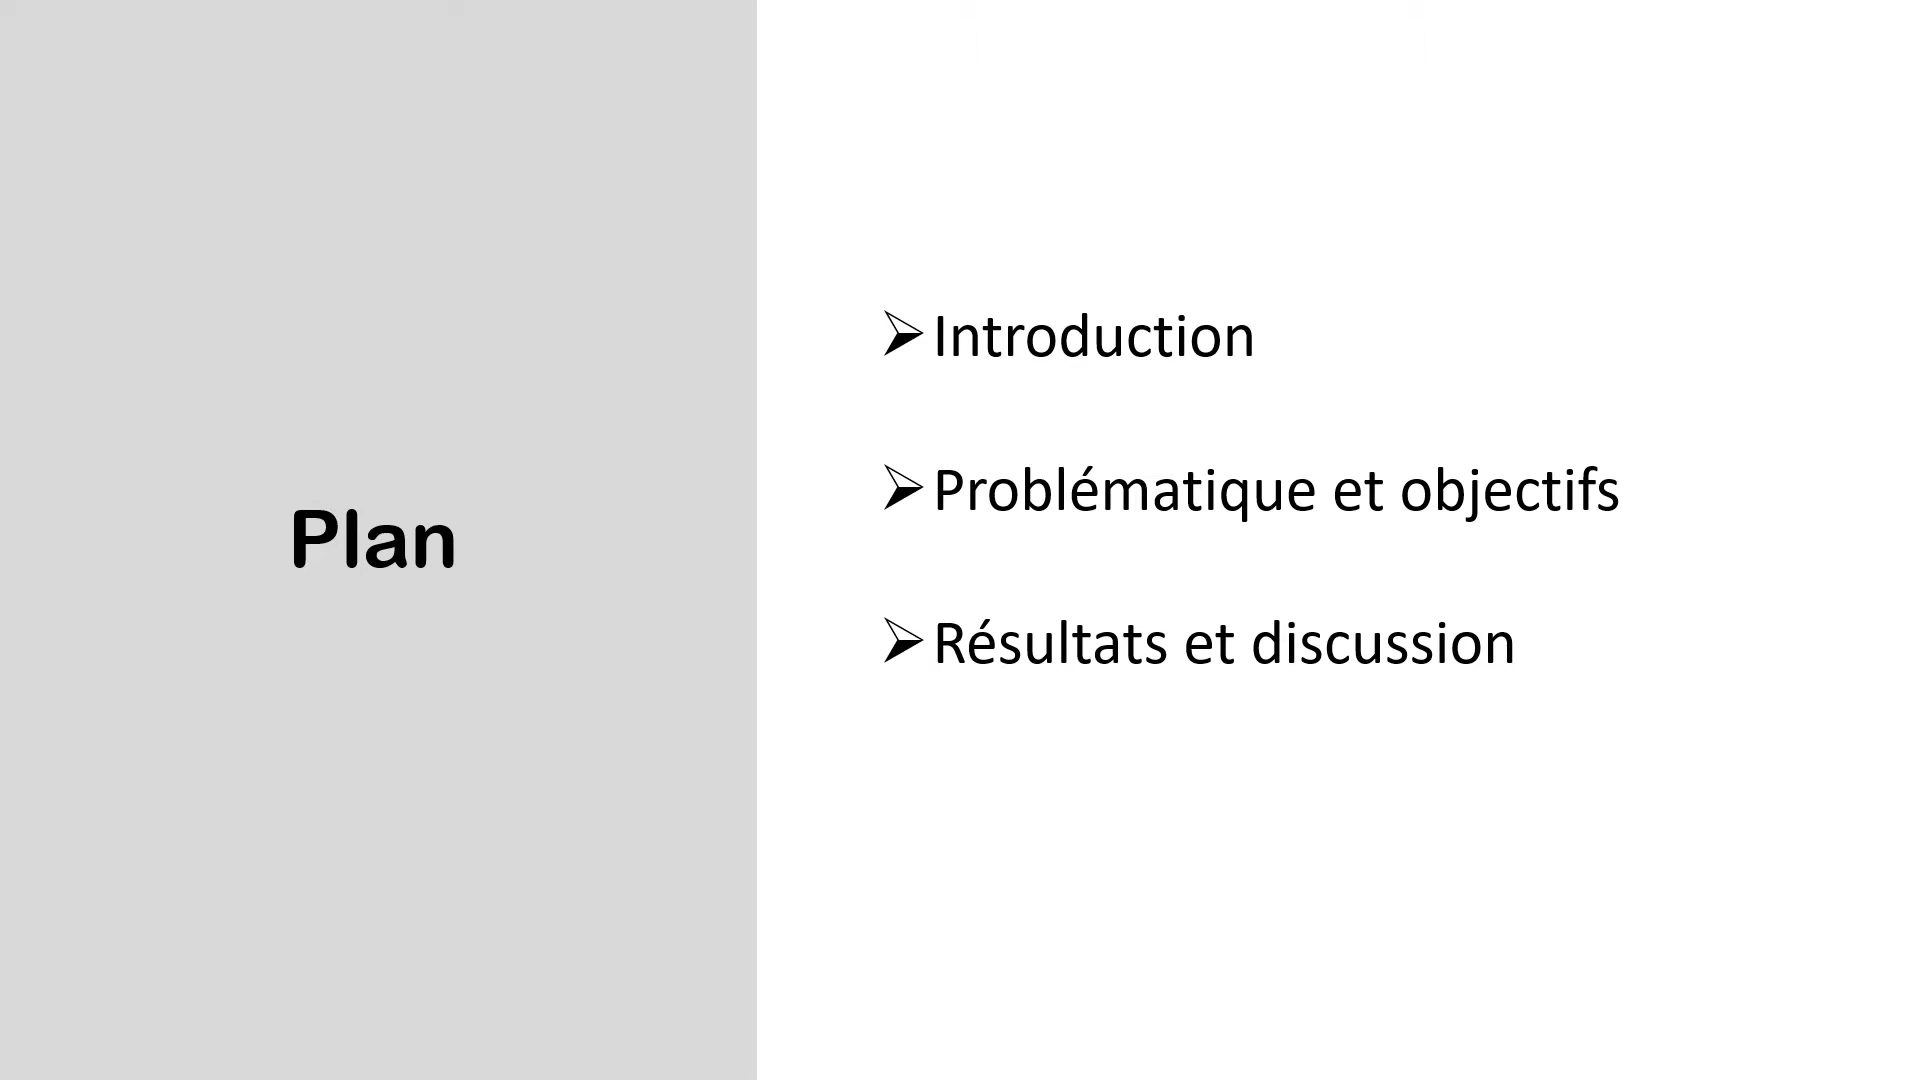 Plan
➢Introduction
➢Problématique et objectifs
➢Résultats et discussion